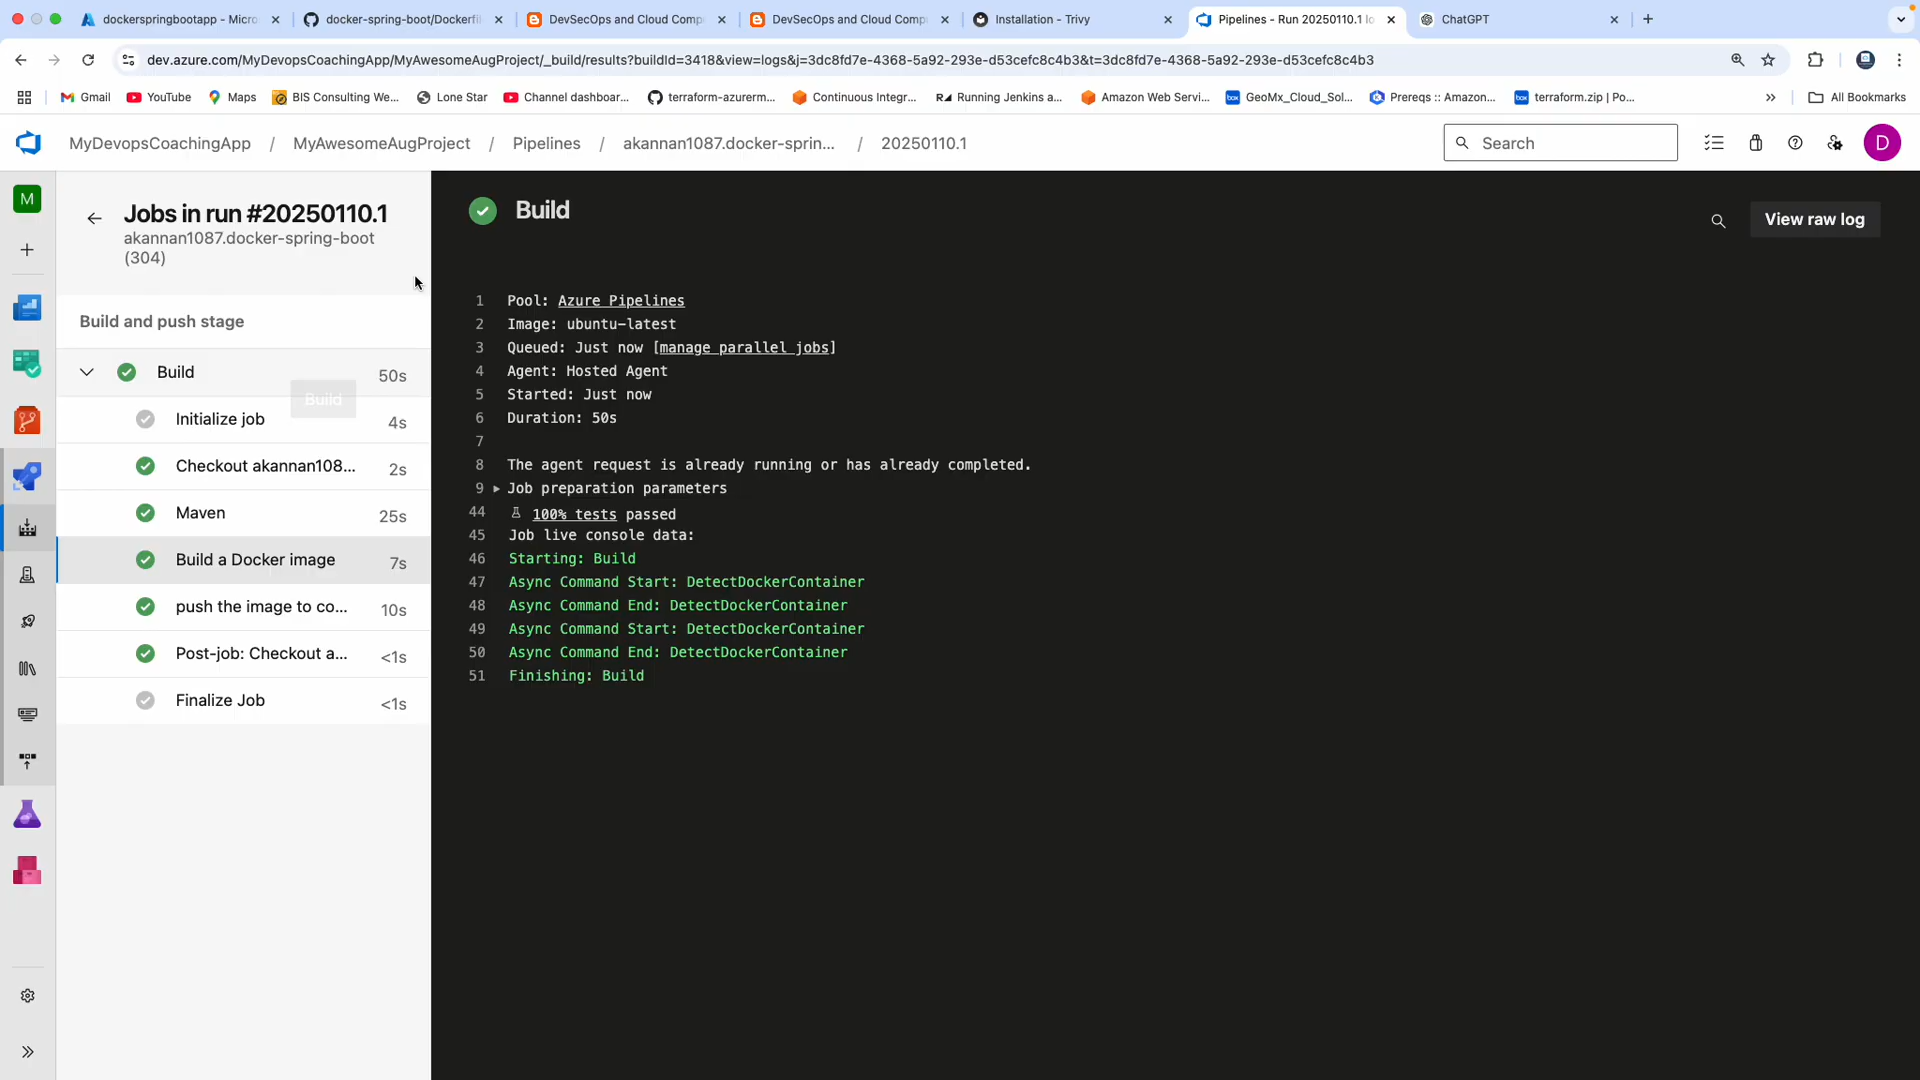 dockerspringbootapp - Micro
docker-spring-boot/Dockerfil
DevSecOps and Cloud Comp
DevSecOps and Cloud Comp
Installation - Trivy
Pipelines - Run 20250110.1 lo
ChatGPT
dev.azure.com/MyDevopsCoachingApp/MyAwesomeAugProject/_build/results?buildId=3418&view=logs&j=3dc8fd7e-4368-5a92-293e-d53cefc8c4b3&t=3dc8fd7e-4368-5a92-293e-d53cefc8c4b3
Gmail
YouTube
Maps
BIS Consulting We...
Lone Star
Channel dashboar...
terraform-azurerm...
Continuous Integr...
Running Jenkins a...
Amazon Web Servi...
GeoMx_Cloud_Sol...
Prereqs :: Amazon...
terraform.zip | Po...
All Bookmarks
MyDevopsCoachingApp / MyAwesomeAugProject / Pipelines / akannan1087.docker-sprin... / 20250110.1
Search
D
M
Jobs in run #20250110.1
akannan1087.docker-spring-boot
(304)
Build and push stage
Build 50s
Build
Initialize job 4s
Checkout akannan108... 2s
Maven 25s
Build a Docker image 7s
push the image to co... 10s
Post-job: Checkout a... <1s
Finalize Job <1s
Build
View raw log
1 Pool: Azure Pipelines
2 Image: ubuntu-latest
3 Queued: Just now [manage parallel jobs]
4 Agent: Hosted Agent
5 Started: Just now
6 Duration: 50s
7
8 The agent request is already running or has already completed.
9 Job preparation parameters
44 100% tests passed
45 Job live console data:
46 Starting: Build
47 Async Command Start: DetectDockerContainer
48 Async Command End: DetectDockerContainer
49 Async Command Start: DetectDockerContainer
50 Async Command End: DetectDockerContainer
51 Finishing: Build